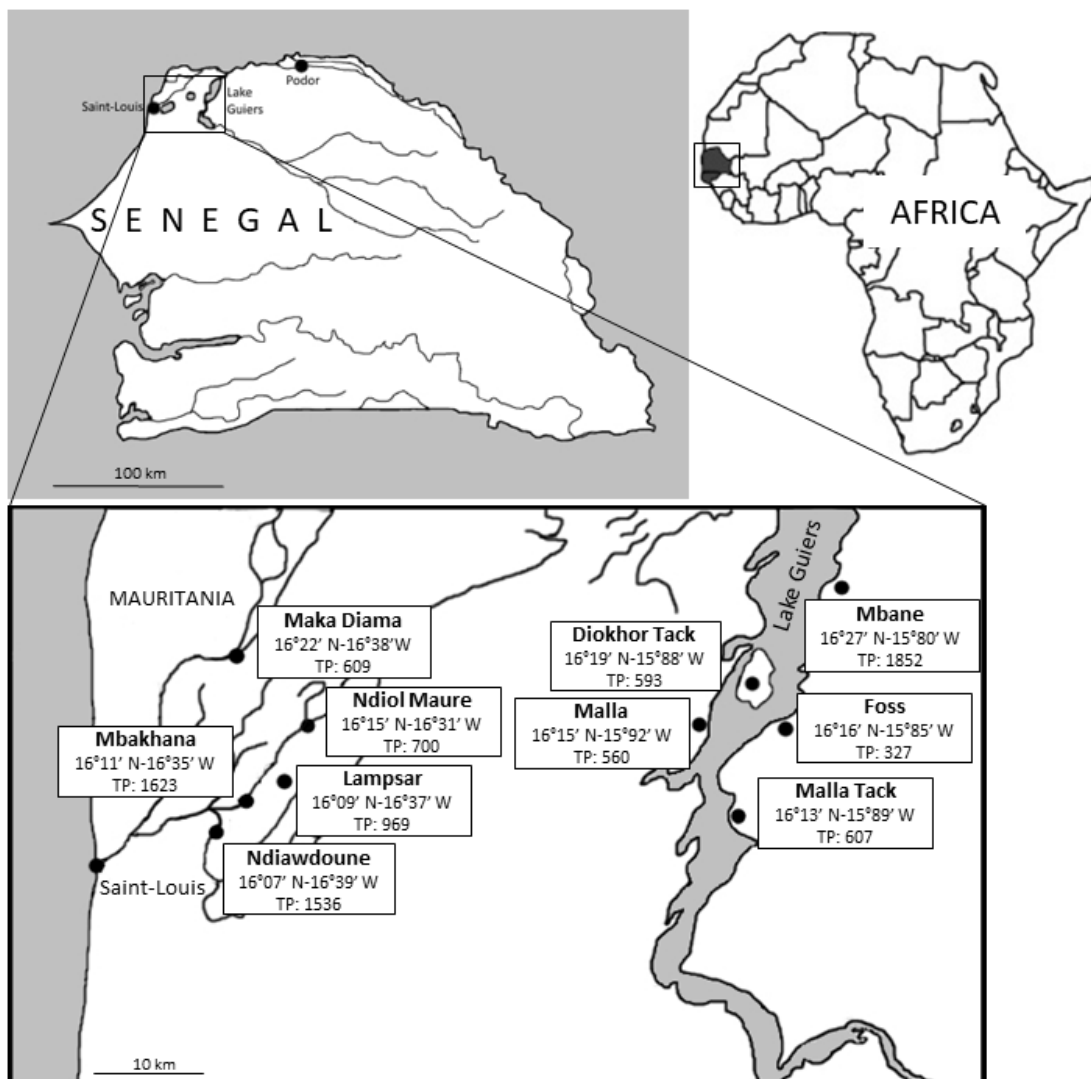 Podor
Saint-Louis
Lake
Guiers
SENEGAL
100 km
AFRICA
Lake Guiers
MAURITANIA
Maka Diama
16°22' N-16°38'W
TP: 609
Diokhor Tack
16°19' N-15°88' W
TP: 593
Mbane
16°27' N-15°80' W
TP: 1852
Ndiol Maure
16°15' N-16°31' W
TP: 700
Malla
16°15' N-15°92' W
TP: 560
Foss
16°16' N-15°85' W
TP: 327
Mbakhana
16°11' N-16°35' W
TP: 1623
Lampsar
16°09' N-16°37' W
TP: 969
Malla Tack
16°13' N-15°89' W
TP: 607
Ndiawdoune
16°07' N-16°39' W
TP: 1536
Saint-Louis
10 km